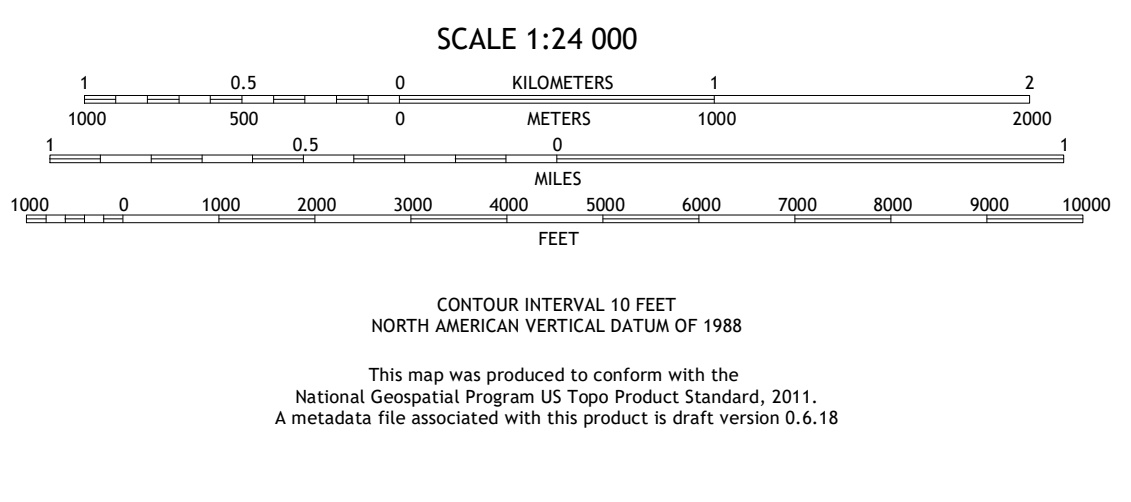 SCALE 1:24 000
1 0.5 0 KILOMETERS 1 2
1000 500 0 METERS 1000 2000
1 0.5 0 1
MILES
1000 0 1000 2000 3000 4000 5000 6000 7000 8000 9000 10000
FEET
CONTOUR INTERVAL 10 FEET
NORTH AMERICAN VERTICAL DATUM OF 1988
This map was produced to conform with the
National Geospatial Program US Topo Product Standard, 2011.
A metadata file associated with this product is draft version 0.6.18